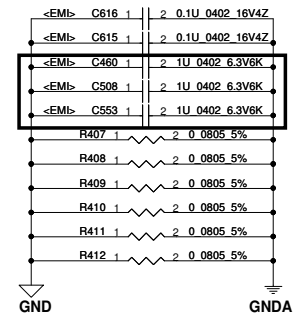 <EMI> C616 1 2 0.1U_0402_16V4Z
<EMI> C615 1 2 0.1U_0402_16V4Z
<EMI> C460 1 2 1U_0402_6.3V6K
<EMI> C508 1 2 1U_0402_6.3V6K
<EMI> C553 1 2 1U_0402_6.3V6K
R407 1 2 0_0805_5%
R408 1 2 0_0805_5%
R409 1 2 0_0805_5%
R410 1 2 0_0805_5%
R411 1 2 0_0805_5%
R412 1 2 0_0805_5%
GND GNDA